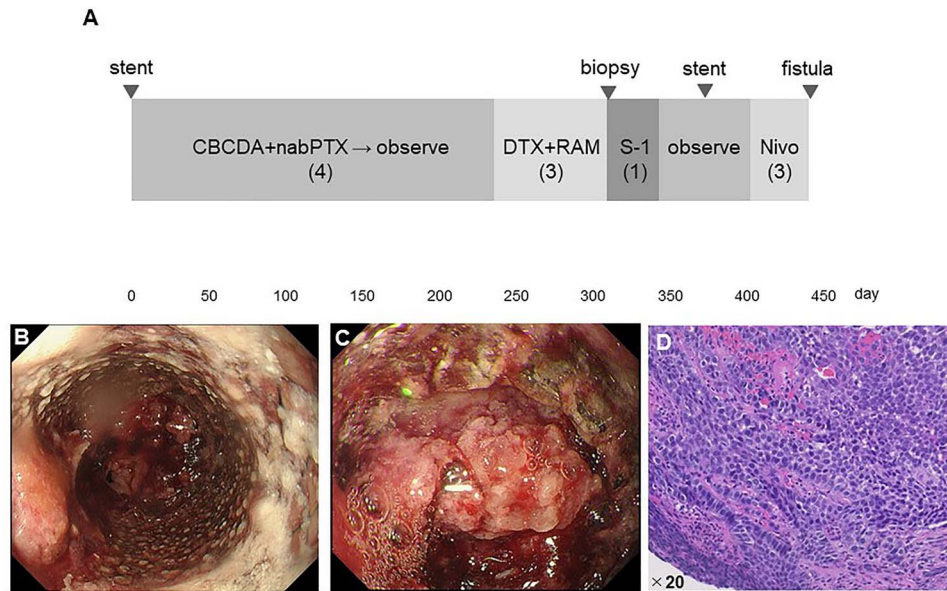 A
stent biopsy stent fistula
CBCDA+nabPTX → observe DTX+RAM S-1 observe Nivo
(4) (3) (1) (3)
0 50 100 150 200 250 300 350 400 450 day
B C D
×20